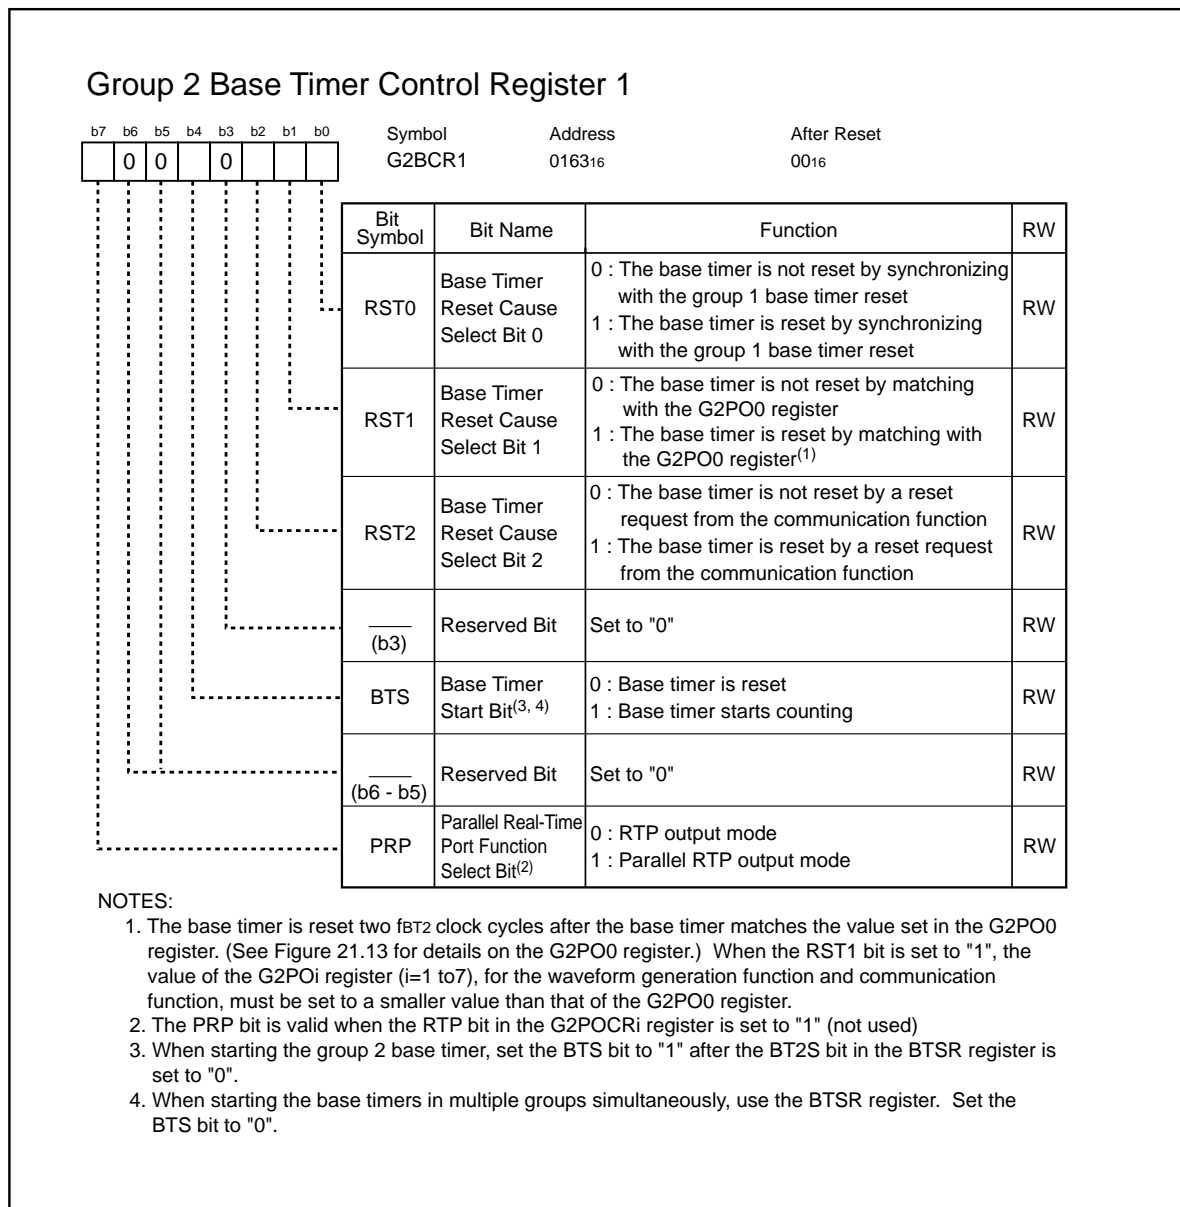 Group 2 Base Timer Control Register 1
b7 b6 b5 b4 b3 b2 b1 b0
0 0 0
Symbol Address After Reset
G2BCR1 016316 0016
Bit Symbol Bit Name Function RW
RST0
Base Timer
Reset Cause
Select Bit 0
0 : The base timer is not reset by synchronizing
with the group 1 base timer reset
1 : The base timer is reset by synchronizing
with the group 1 base timer reset
RW
RST1
Base Timer
Reset Cause
Select Bit 1
0 : The base timer is not reset by matching
with the G2PO0 register
1 : The base timer is reset by matching with
the G2PO0 register(1)
RW
RST2
Base Timer
Reset Cause
Select Bit 2
0 : The base timer is not reset by a reset
request from the communication function
1 : The base timer is reset by a reset request
from the communication function
RW
(b3)
Reserved Bit
Set to "0"
RW
BTS
Base Timer
Start Bit(3, 4)
0 : Base timer is reset
1 : Base timer starts counting
RW
(b6 - b5)
Reserved Bit
Set to "0"
RW
PRP
Parallel Real-Time
Port Function
Select Bit(2)
0 : RTP output mode
1 : Parallel RTP output mode
RW
NOTES:
1. The base timer is reset two fBT2 clock cycles after the base timer matches the value set in the G2PO0
register. (See Figure 21.13 for details on the G2PO0 register.) When the RST1 bit is set to "1", the
value of the G2POi register (i=1 to7), for the waveform generation function and communication
function, must be set to a smaller value than that of the G2PO0 register.
2. The PRP bit is valid when the RTP bit in the G2POCRi register is set to "1" (not used)
3. When starting the group 2 base timer, set the BTS bit to "1" after the BT2S bit in the BTSR register is
set to "0".
4. When starting the base timers in multiple groups simultaneously, use the BTSR register. Set the
BTS bit to "0".